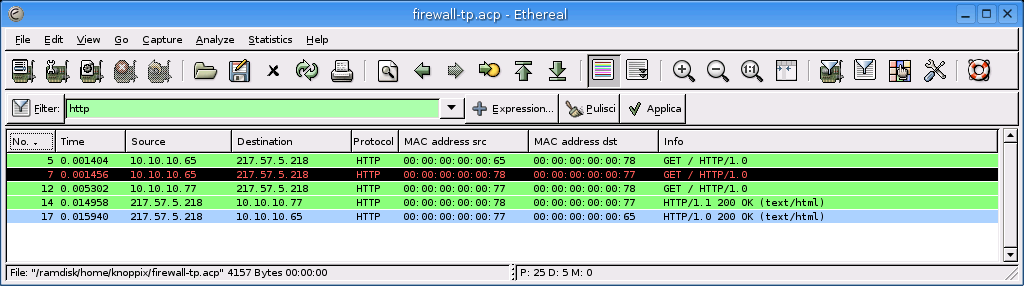 firewall-tp.acp - Ethereal
File Edit View Go Capture Analyze Statistics Help
Filter: http Expression... Pulisci Applica
No. Time Source Destination Protocol MAC address src MAC address dst Info
5 0.001404 10.10.10.65 217.57.5.218 HTTP 00:00:00:00:00:65 00:00:00:00:00:78 GET / HTTP/1.0
7 0.001456 10.10.10.65 217.57.5.218 HTTP 00:00:00:00:00:78 00:00:00:00:00:77 GET / HTTP/1.0
12 0.005302 10.10.10.77 217.57.5.218 HTTP 00:00:00:00:00:77 00:00:00:00:00:78 GET / HTTP/1.0
14 0.014958 217.57.5.218 10.10.10.77 HTTP 00:00:00:00:00:78 00:00:00:00:00:77 HTTP/1.1 200 OK (text/html)
17 0.015940 217.57.5.218 10.10.10.65 HTTP 00:00:00:00:00:77 00:00:00:00:00:65 HTTP/1.0 200 OK (text/html)
File: "/ramdisk/home/knoppix/firewall-tp.acp" 4157 Bytes 00:00:00 P: 25 D: 5 M: 0